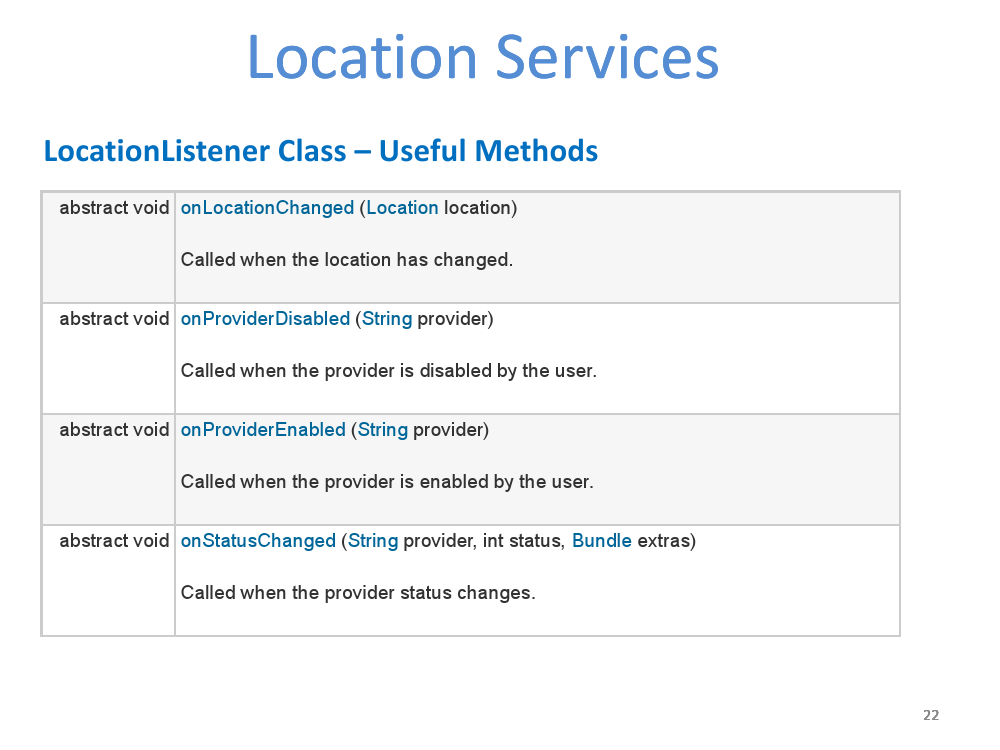 Location Services
LocationListener Class – Useful Methods
abstract void onLocationChanged (Location location)
Called when the location has changed.
abstract void onProviderDisabled (String provider)
Called when the provider is disabled by the user.
abstract void onProviderEnabled (String provider)
Called when the provider is enabled by the user.
abstract void onStatusChanged (String provider, int status, Bundle extras)
Called when the provider status changes.
22